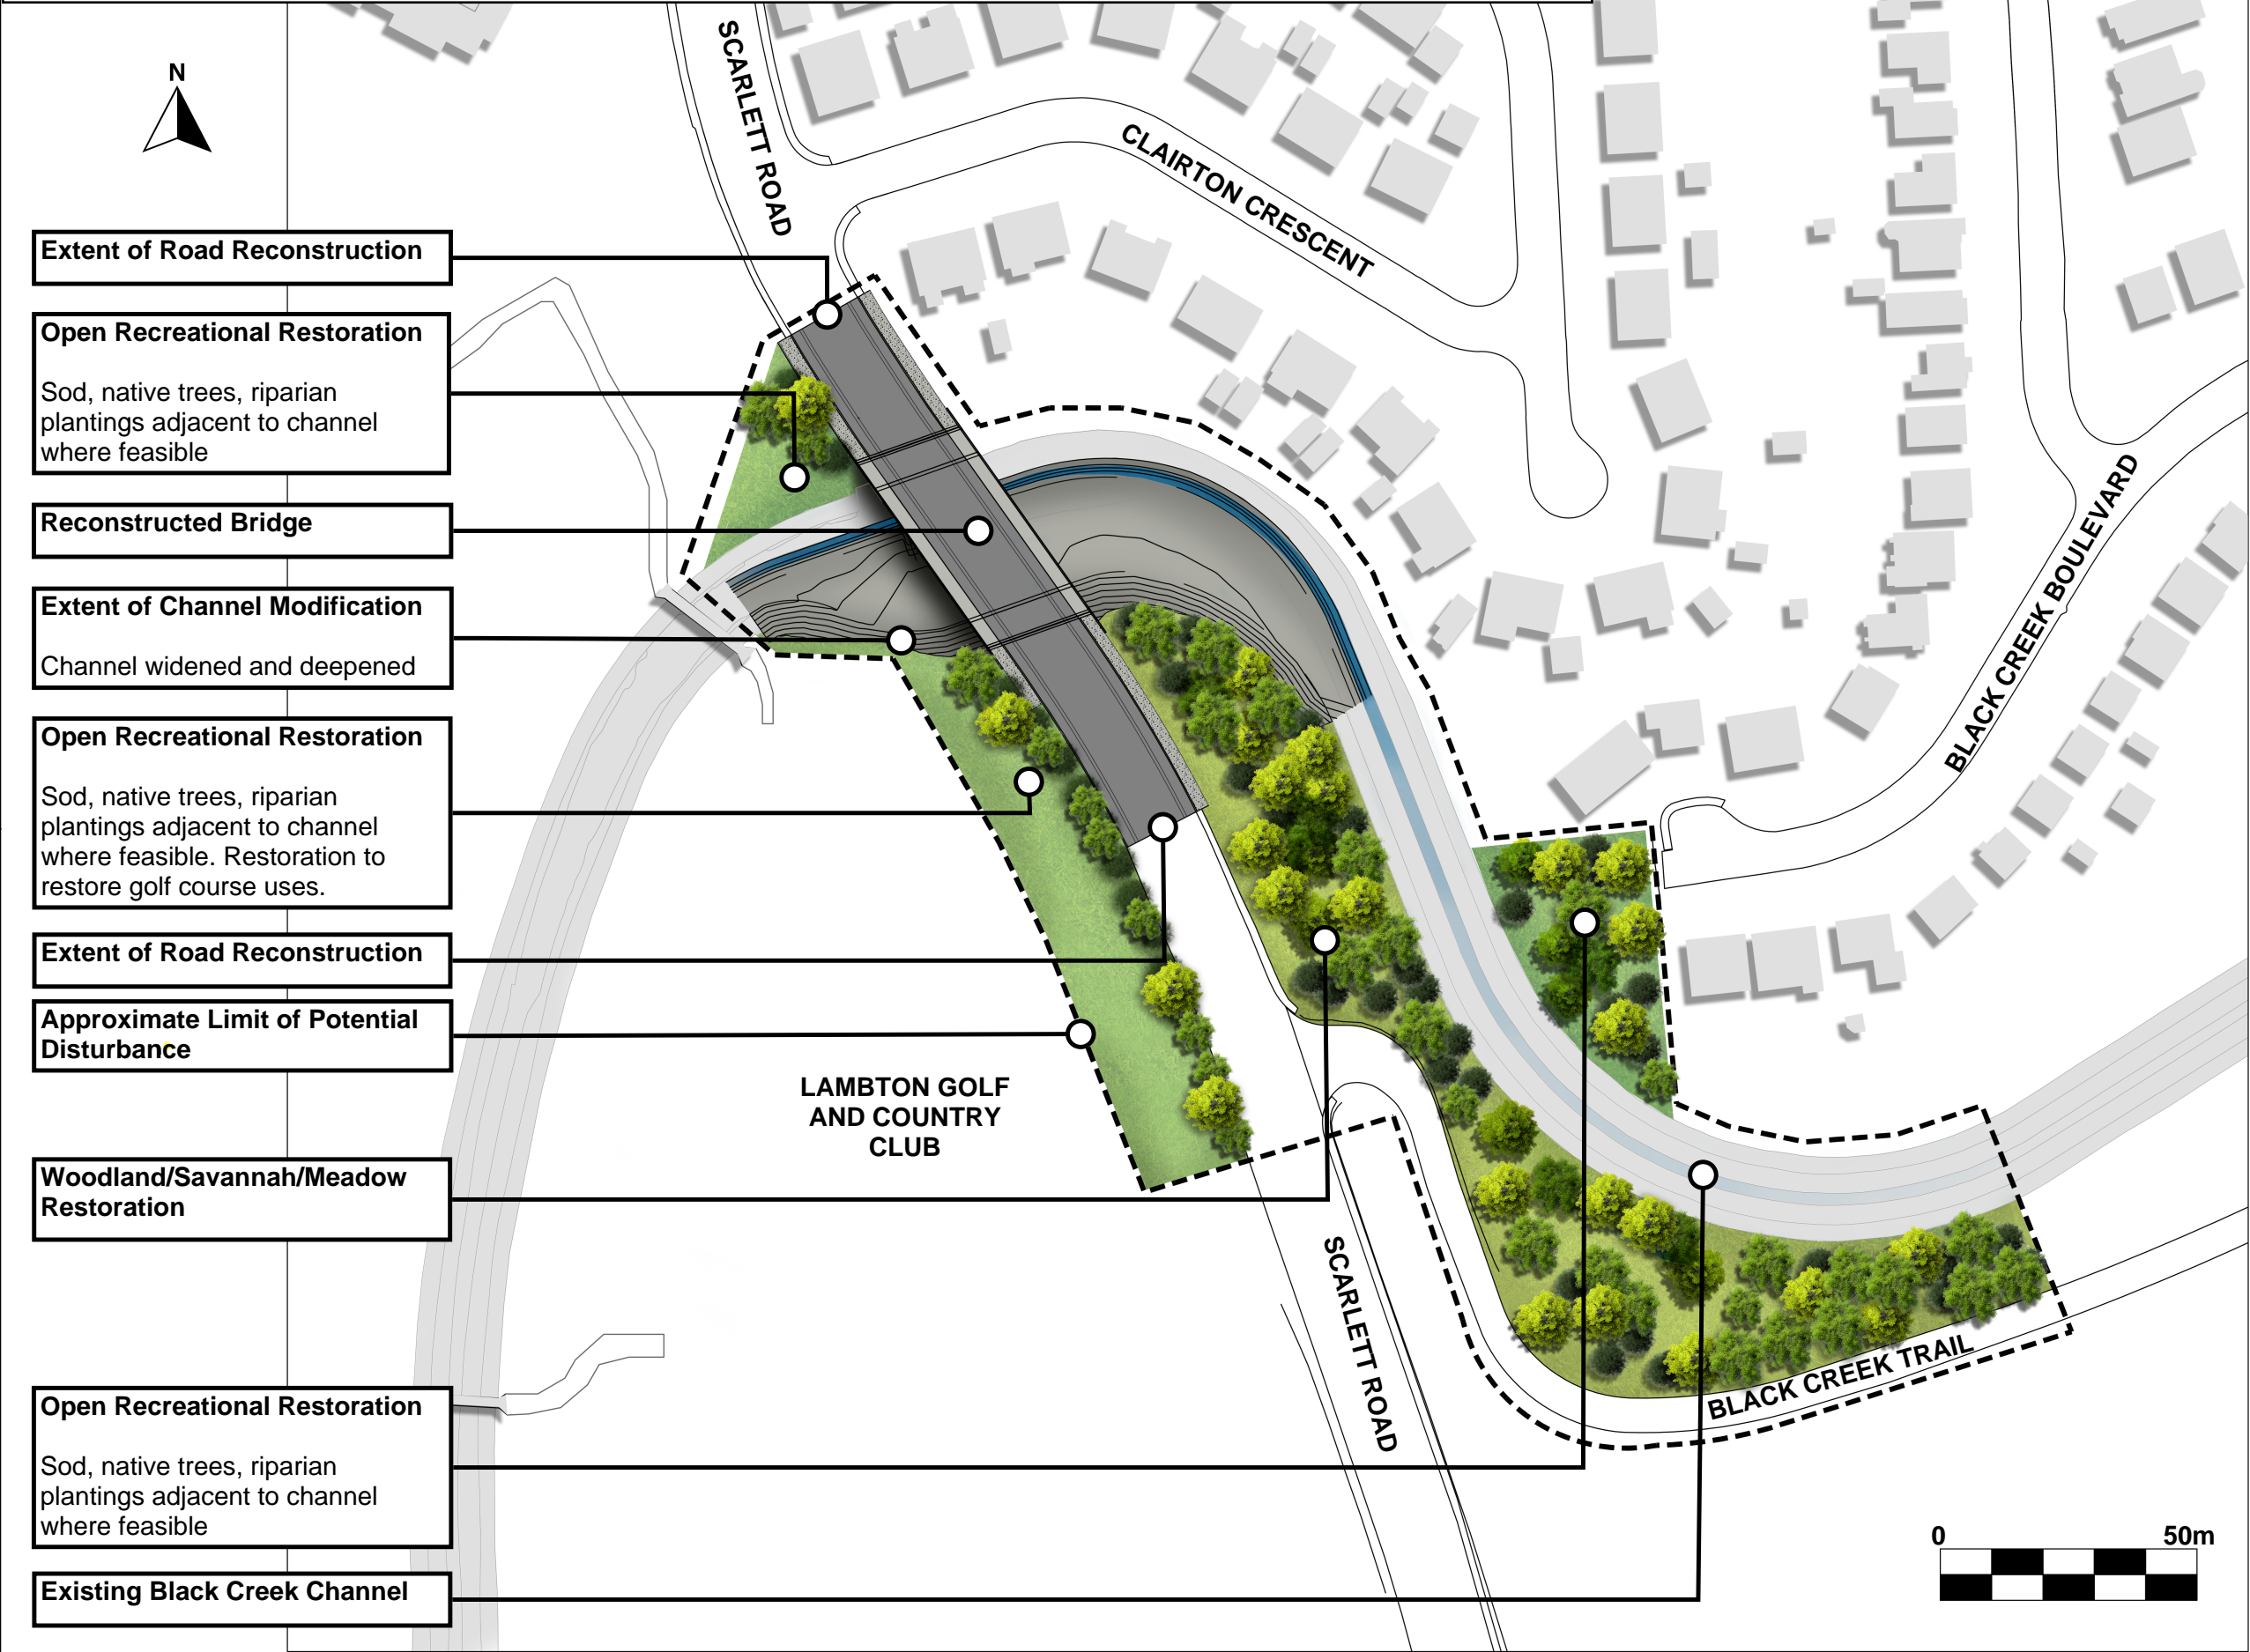 N
SCARLETT ROAD
CLAIRTON CRESCENT
Extent of Road Reconstruction
Open Recreational Restoration
Sod, native trees, riparian
plantings adjacent to channel
where feasible
Reconstructed Bridge
Extent of Channel Modification
Channel widened and deepened
BLACK CREEK BOULEVARD
Open Recreational Restoration
Sod, native trees, riparian
plantings adjacent to channel
where feasible. Restoration to
restore golf course uses.
Extent of Road Reconstruction
Approximate Limit of Potential
Disturbance
LAMBTON GOLF
AND COUNTRY
CLUB
Woodland/Savannah/Meadow
Restoration
SCARLETT ROAD
BLACK CREEK TRAIL
Open Recreational Restoration
Sod, native trees, riparian
plantings adjacent to channel
where feasible
Existing Black Creek Channel
0 50m